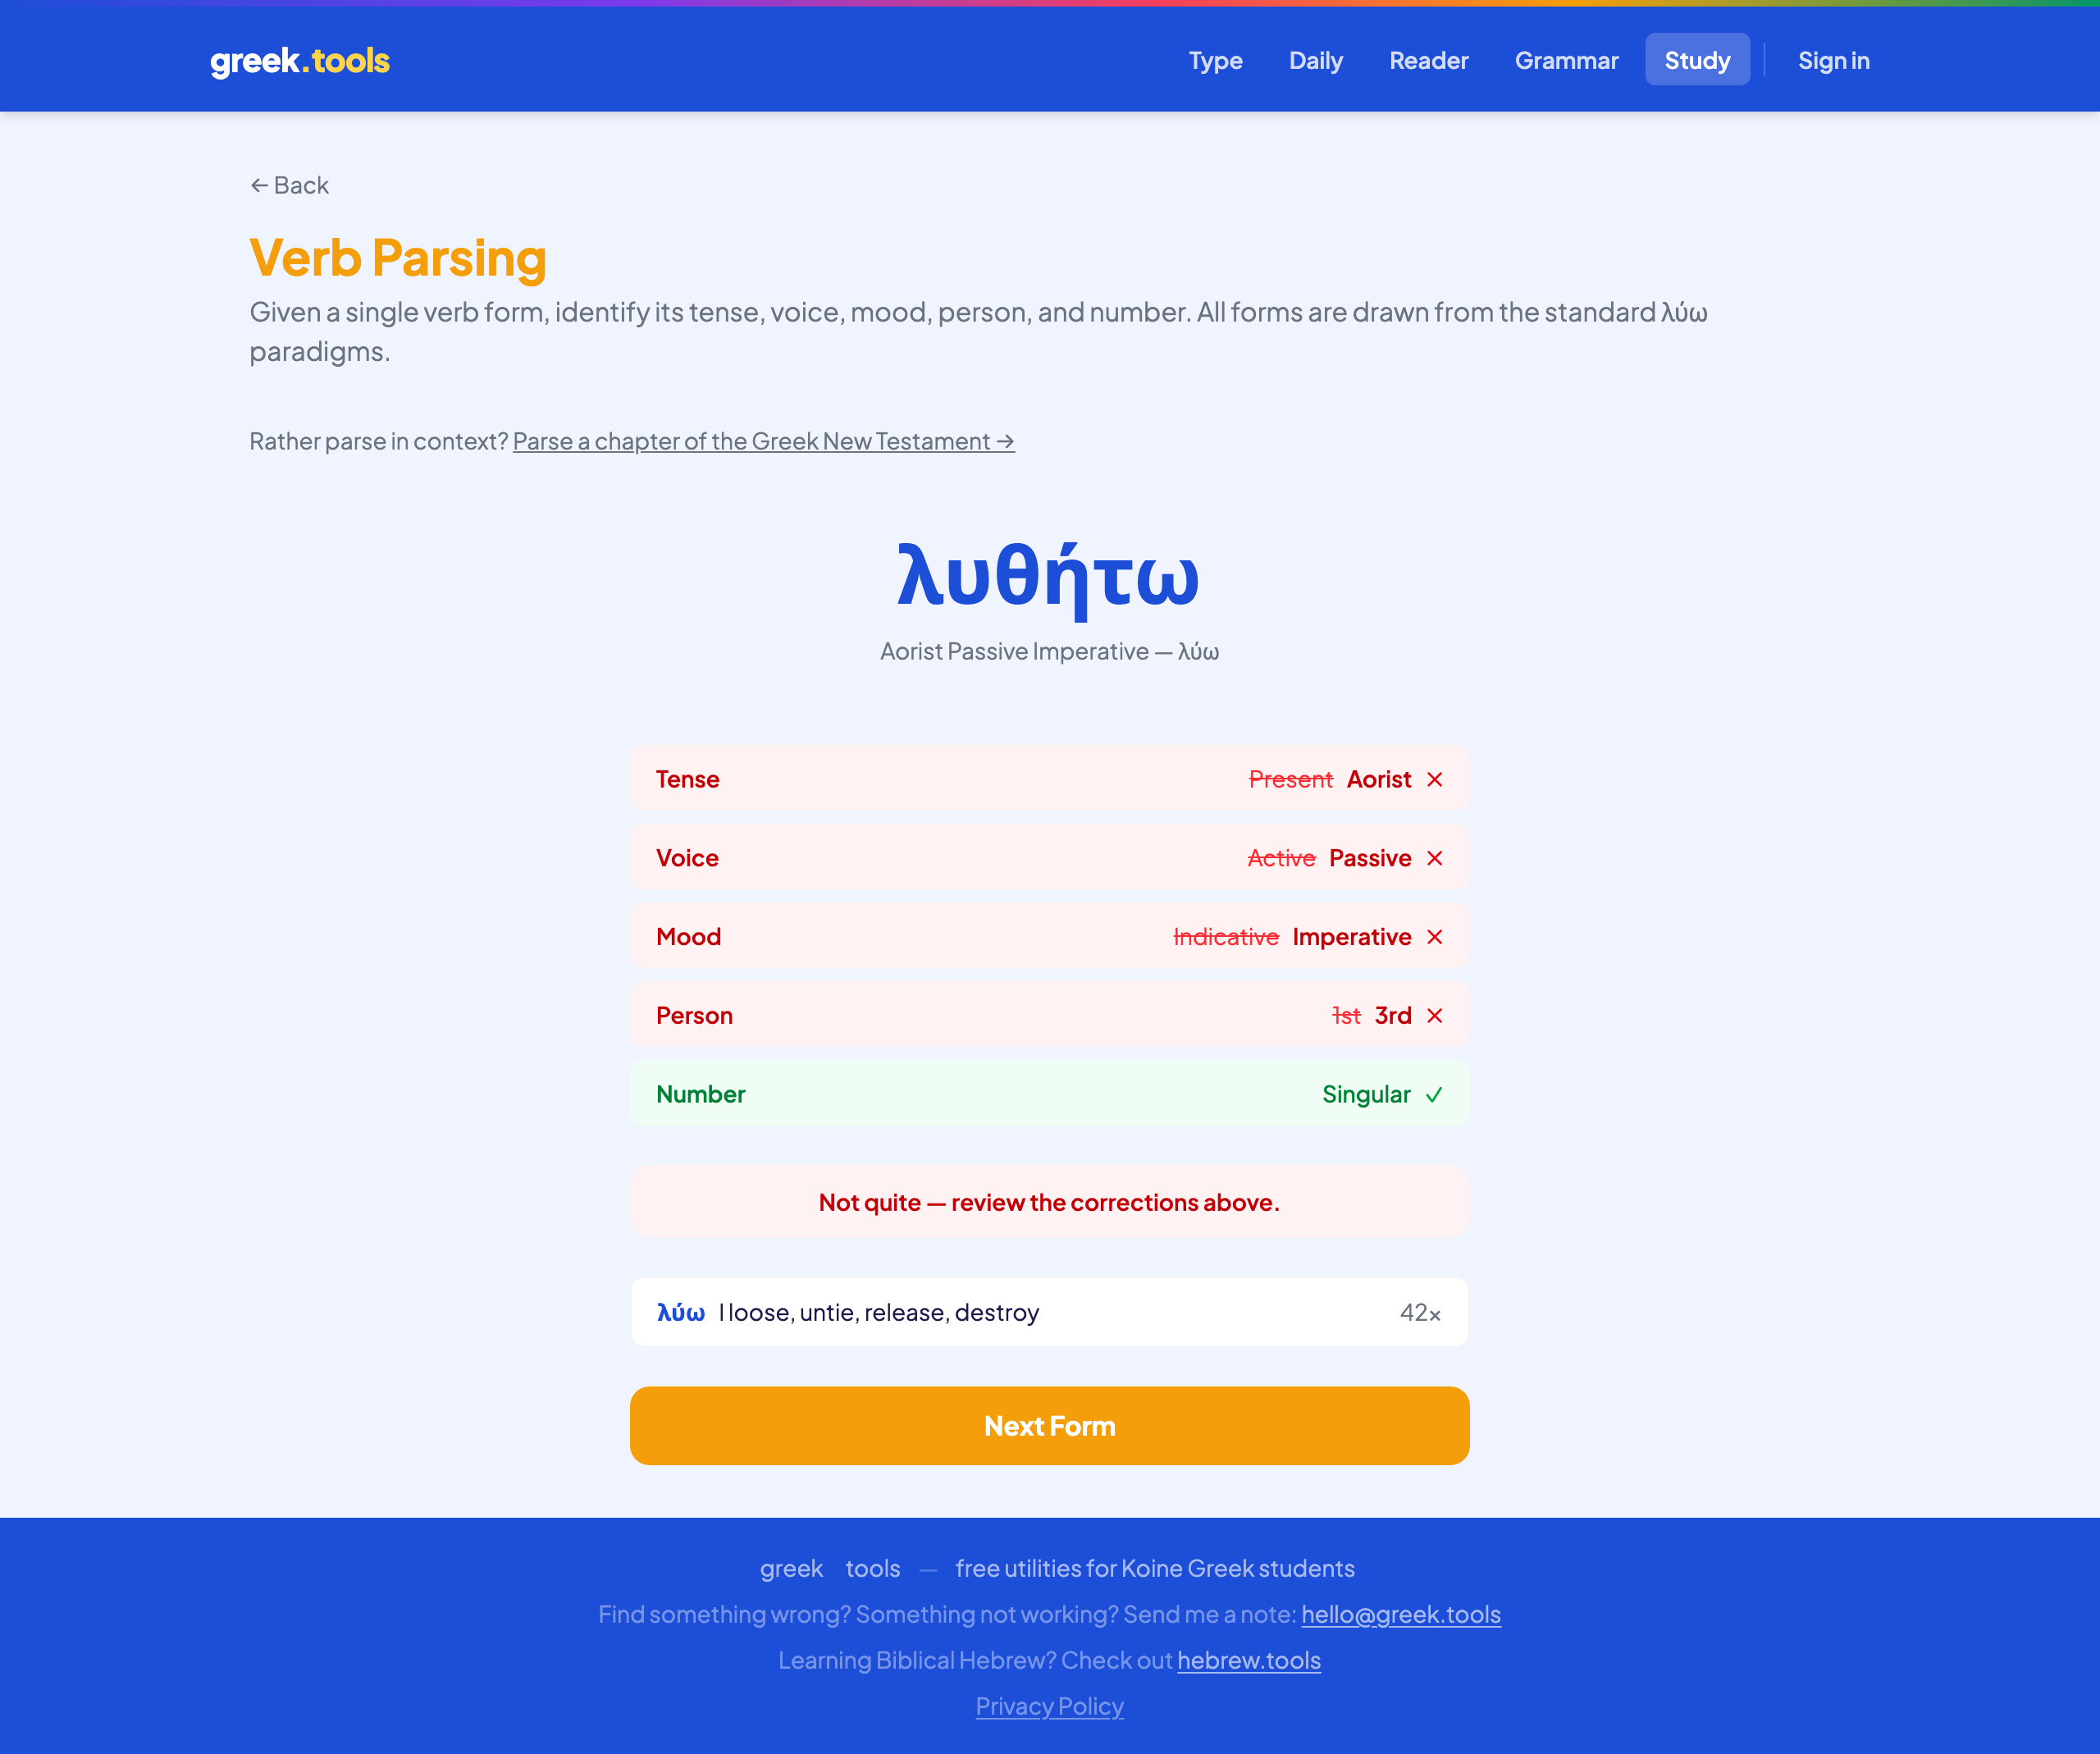 greek.tools
Type Daily Reader Grammar Study Sign in
← Back
Verb Parsing
Given a single verb form, identify its tense, voice, mood, person, and number. All forms are drawn from the standard λύω
paradigms.
Rather parse in context? Parse a chapter of the Greek New Testament →
λυθήτω
Aorist Passive Imperative — λύω
Tense Present Aorist ✕
Voice Active Passive ✕
Mood Indicative Imperative ✕
Person 1st 3rd ✕
Number Singular ✓
Not quite — review the corrections above.
λύω I loose, untie, release, destroy 42×
Next Form
greek tools — free utilities for Koine Greek students
Find something wrong? Something not working? Send me a note: hello@greek.tools
Learning Biblical Hebrew? Check out hebrew.tools
Privacy Policy